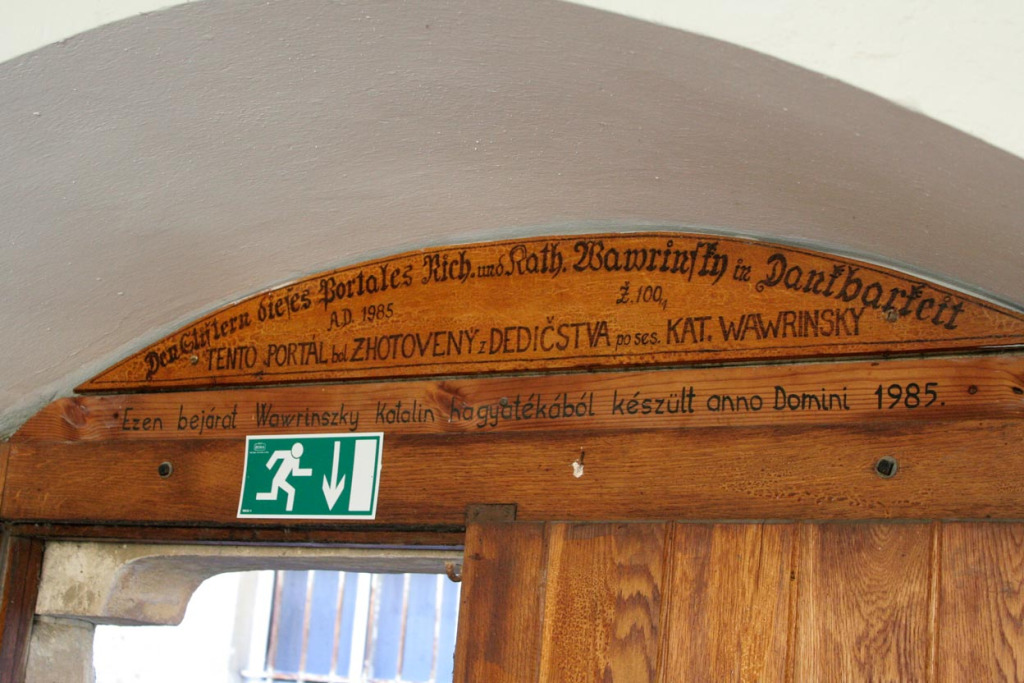 Den Stiftern dieses Portales Rich. und Kath. Wawrinsky in Dankbarkeit
A.D. 1985 Ž. 100,4
TENTO PORTÁL bol ZHOTOVENÝ z DEDIČSTVA po ses. KAT. WAWRINSKY
Ezen bejárat Wawrinszky Katalin hagyatékából készült anno Domini 1985.